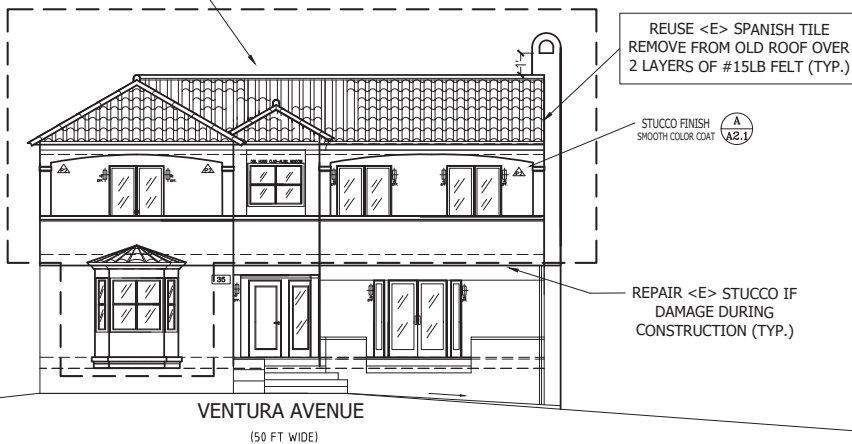 REUSE <E> SPANISH TILE
REMOVE FROM OLD ROOF OVER
2 LAYERS OF #15LB FELT (TYP.)
1'
STUCCO FINISH
SMOOTH COLOR COAT
A
A2.1
35
REPAIR <E> STUCCO IF
DAMAGE DURING
CONSTRUCTION (TYP.)
VENTURA AVENUE
(50 FT WIDE)